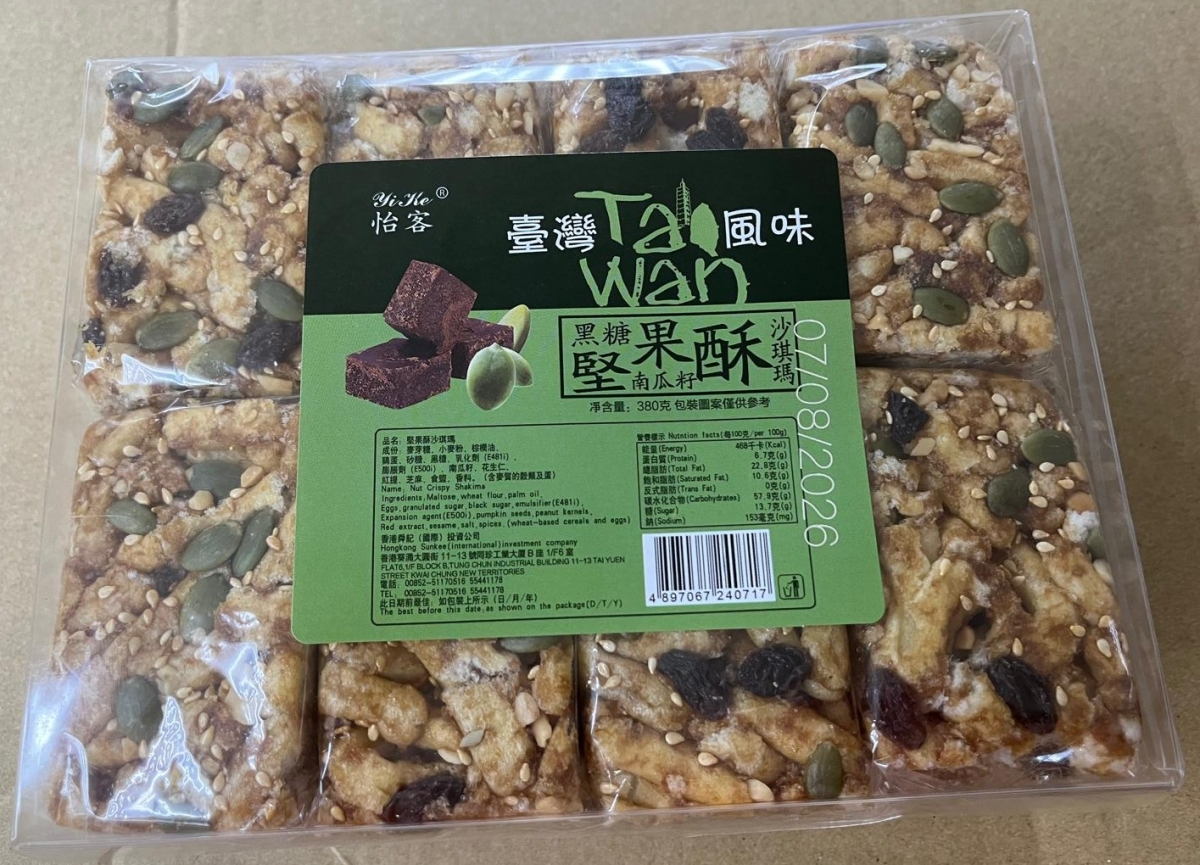 Yi Ke®
怡客
臺灣 Tai 風味
wan
黑糖 果酥 沙琪瑪
堅 南瓜籽
淨含量：380克 包裝圖案僅供參考
07/08/2026
品名：堅果酥沙琪瑪
成份：麥芽糖、小麥粉、棕櫚油、
雞蛋、砂糖、黑糖、乳化劑（E481i）、
膨脹劑（E500i）、南瓜籽、花生仁、
紅提、芝麻、食鹽、香料。（含麥質的穀類及蛋）
Name: Nut Crispy Shakima
Ingredients, Maltose, wheat flour, palm oil,
Eggs, granulated sugar, black sugar, emulsifier(E481i),
Expansion agent(E500i), pumpkin seeds, peanut kernels,
Red extract, sesame, salt, spices. (wheat-based cereals and eggs)
香港舜記（國際）投資公司
Hongkong Sunkee(international)investment company
香港葵涌大圓街 11-13 號同珍工業大廈 B 座 1/F6 室
FLAT6,1/F BLOCK B,TUNG CHUN INDUSTRIAL BUILDING 11-13 TAI YUEN
STREET KWAI CHUNG NEW TERRITORIES
電話：00852-51170516 55441178
TEL: 00852-51170516 55441178
此日期前最佳：如包裝上所示（日/月/年）
The best before this date, as shown on the package(D/T/Y)
營養標示 Nutntion facts(每100克/per 100g)
能量(Energy) 468千卡(Kcal)
蛋白質(Protein) 6.7克(g)
總脂肪(Total Fat) 22.8克(g)
飽和脂肪(Saturated Fat) 10.6克(g)
反式脂肪(Trans Fat) 0克(g)
碳水化合物(Carbohydrates) 57.9克(g)
糖(Sugar) 13.7克(g)
鈉(Sodium) 153毫克(mg)
4 897067 240717